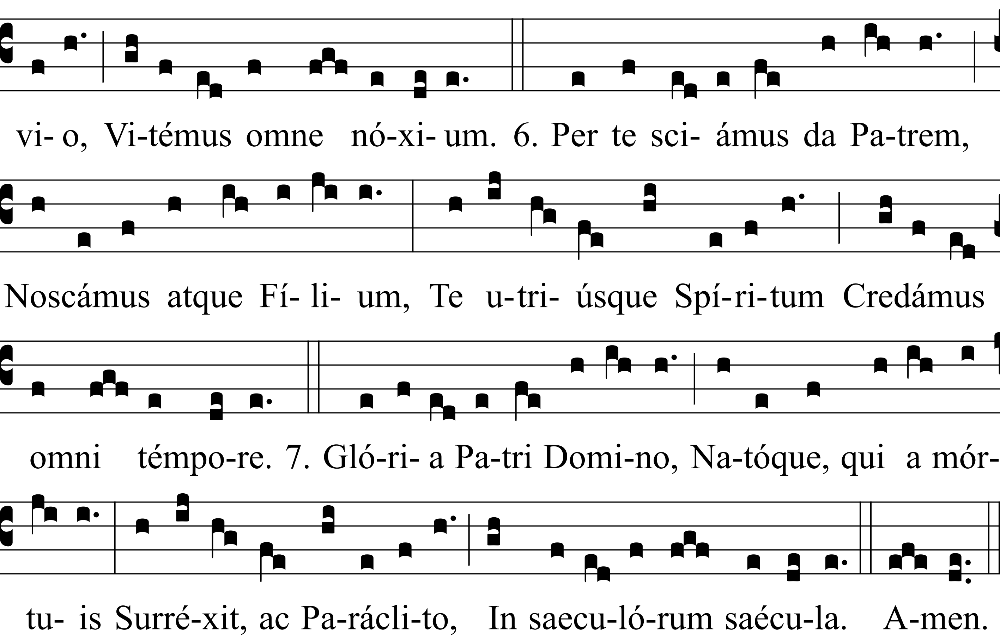 vi- o, Vi-témus omne nó-xi- um. 6. Per te sci- ámus da Pa-trem,
Noscámus atque Fí- li- um, Te u-tri- úsque Spí-ri-tum Credámus
omni témpo-re. 7. Gló-ri- a Pa-tri Domi-no, Na-tóque, qui a mór-
tu- is Surré-xit, ac Pa-rácli-to, In saecu-ló-rum saécu-la. A-men.